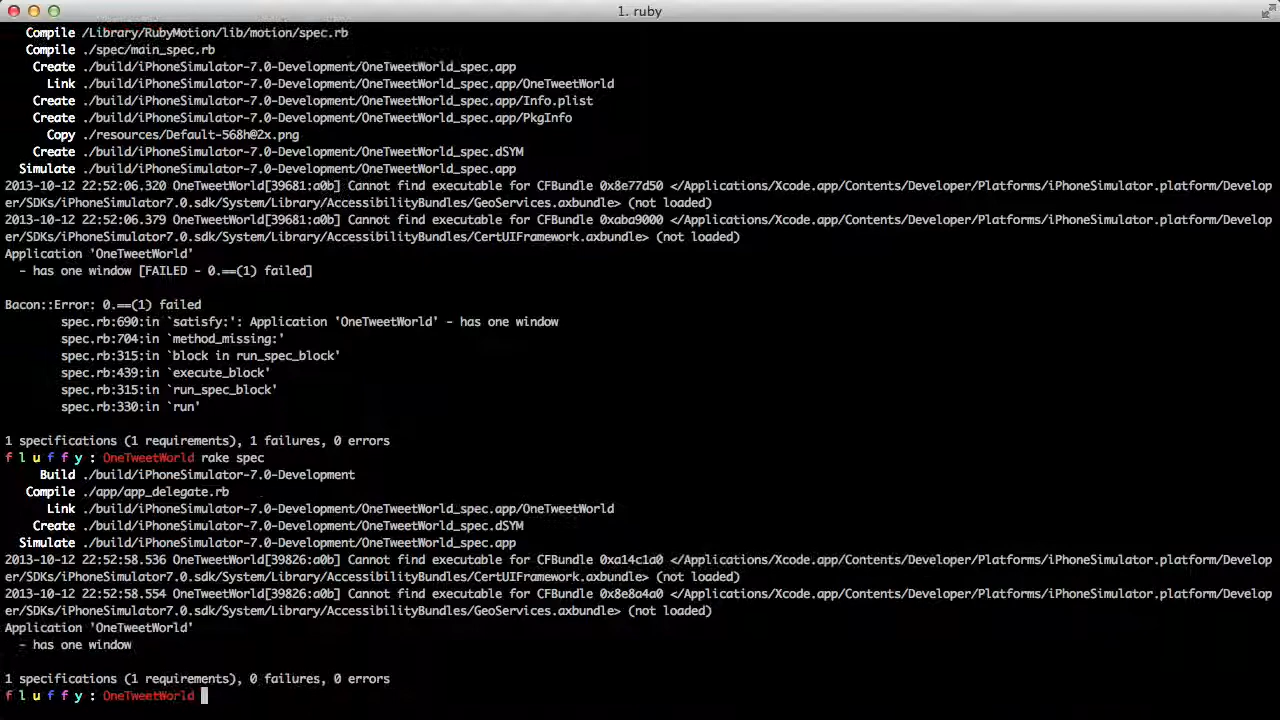 1. ruby
Compile /Library/RubyMotion/lib/motion/spec.rb
Compile ./spec/main_spec.rb
Create ./build/iPhoneSimulator-7.0-Development/OneTweetWorld_spec.app
Link ./build/iPhoneSimulator-7.0-Development/OneTweetWorld_spec.app/OneTweetWorld
Create ./build/iPhoneSimulator-7.0-Development/OneTweetWorld_spec.app/Info.plist
Create ./build/iPhoneSimulator-7.0-Development/OneTweetWorld_spec.app/PkgInfo
Copy ./resources/Default-568h@2x.png
Create ./build/iPhoneSimulator-7.0-Development/OneTweetWorld_spec.dSYM
Simulate ./build/iPhoneSimulator-7.0-Development/OneTweetWorld_spec.app
2013-10-12 22:52:06.320 OneTweetWorld[39681:a0b] Cannot find executable for CFBundle 0x8e77d50 </Applications/Xcode.app/Contents/Developer/Platforms/iPhoneSimulator.platform/Develop
er/SDKs/iPhoneSimulator7.0.sdk/System/Library/AccessibilityBundles/GeoServices.axbundle> (not loaded)
2013-10-12 22:52:06.379 OneTweetWorld[39681:a0b] Cannot find executable for CFBundle 0xaba9000 </Applications/Xcode.app/Contents/Developer/Platforms/iPhoneSimulator.platform/Develop
er/SDKs/iPhoneSimulator7.0.sdk/System/Library/AccessibilityBundles/CertUIFramework.axbundle> (not loaded)
Application 'OneTweetWorld'
- has one window [FAILED - 0.==(1) failed]
Bacon::Error: 0.==(1) failed
spec.rb:690:in `satisfy:': Application 'OneTweetWorld' - has one window
spec.rb:704:in `method_missing:'
spec.rb:315:in `block in run_spec_block'
spec.rb:439:in `execute_block'
spec.rb:315:in `run_spec_block'
spec.rb:330:in `run'
1 specifications (1 requirements), 1 failures, 0 errors
f l u f f y : OneTweetWorld rake spec
Build ./build/iPhoneSimulator-7.0-Development
Compile ./app/app_delegate.rb
Link ./build/iPhoneSimulator-7.0-Development/OneTweetWorld_spec.app/OneTweetWorld
Create ./build/iPhoneSimulator-7.0-Development/OneTweetWorld_spec.dSYM
Simulate ./build/iPhoneSimulator-7.0-Development/OneTweetWorld_spec.app
2013-10-12 22:52:58.536 OneTweetWorld[39826:a0b] Cannot find executable for CFBundle 0xa14c1a0 </Applications/Xcode.app/Contents/Developer/Platforms/iPhoneSimulator.platform/Develop
er/SDKs/iPhoneSimulator7.0.sdk/System/Library/AccessibilityBundles/CertUIFramework.axbundle> (not loaded)
2013-10-12 22:52:58.554 OneTweetWorld[39826:a0b] Cannot find executable for CFBundle 0x8e8a4a0 </Applications/Xcode.app/Contents/Developer/Platforms/iPhoneSimulator.platform/Develop
er/SDKs/iPhoneSimulator7.0.sdk/System/Library/AccessibilityBundles/GeoServices.axbundle> (not loaded)
Application 'OneTweetWorld'
- has one window
1 specifications (1 requirements), 0 failures, 0 errors
f l u f f y : OneTweetWorld